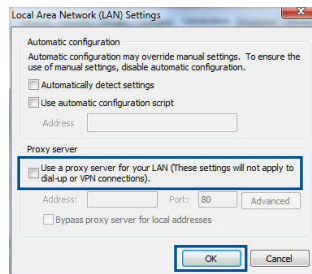 Local Area Network (LAN) Settings
Automatic configuration
Automatic configuration may override manual settings. To ensure the
use of manual settings, disable automatic configuration.
Automatically detect settings
Use automatic configuration script
Address
Proxy server
Use a proxy server for your LAN (These settings will not apply to
dial-up or VPN connections).
Address: Port: 80 Advanced
Bypass proxy server for local addresses
OK Cancel